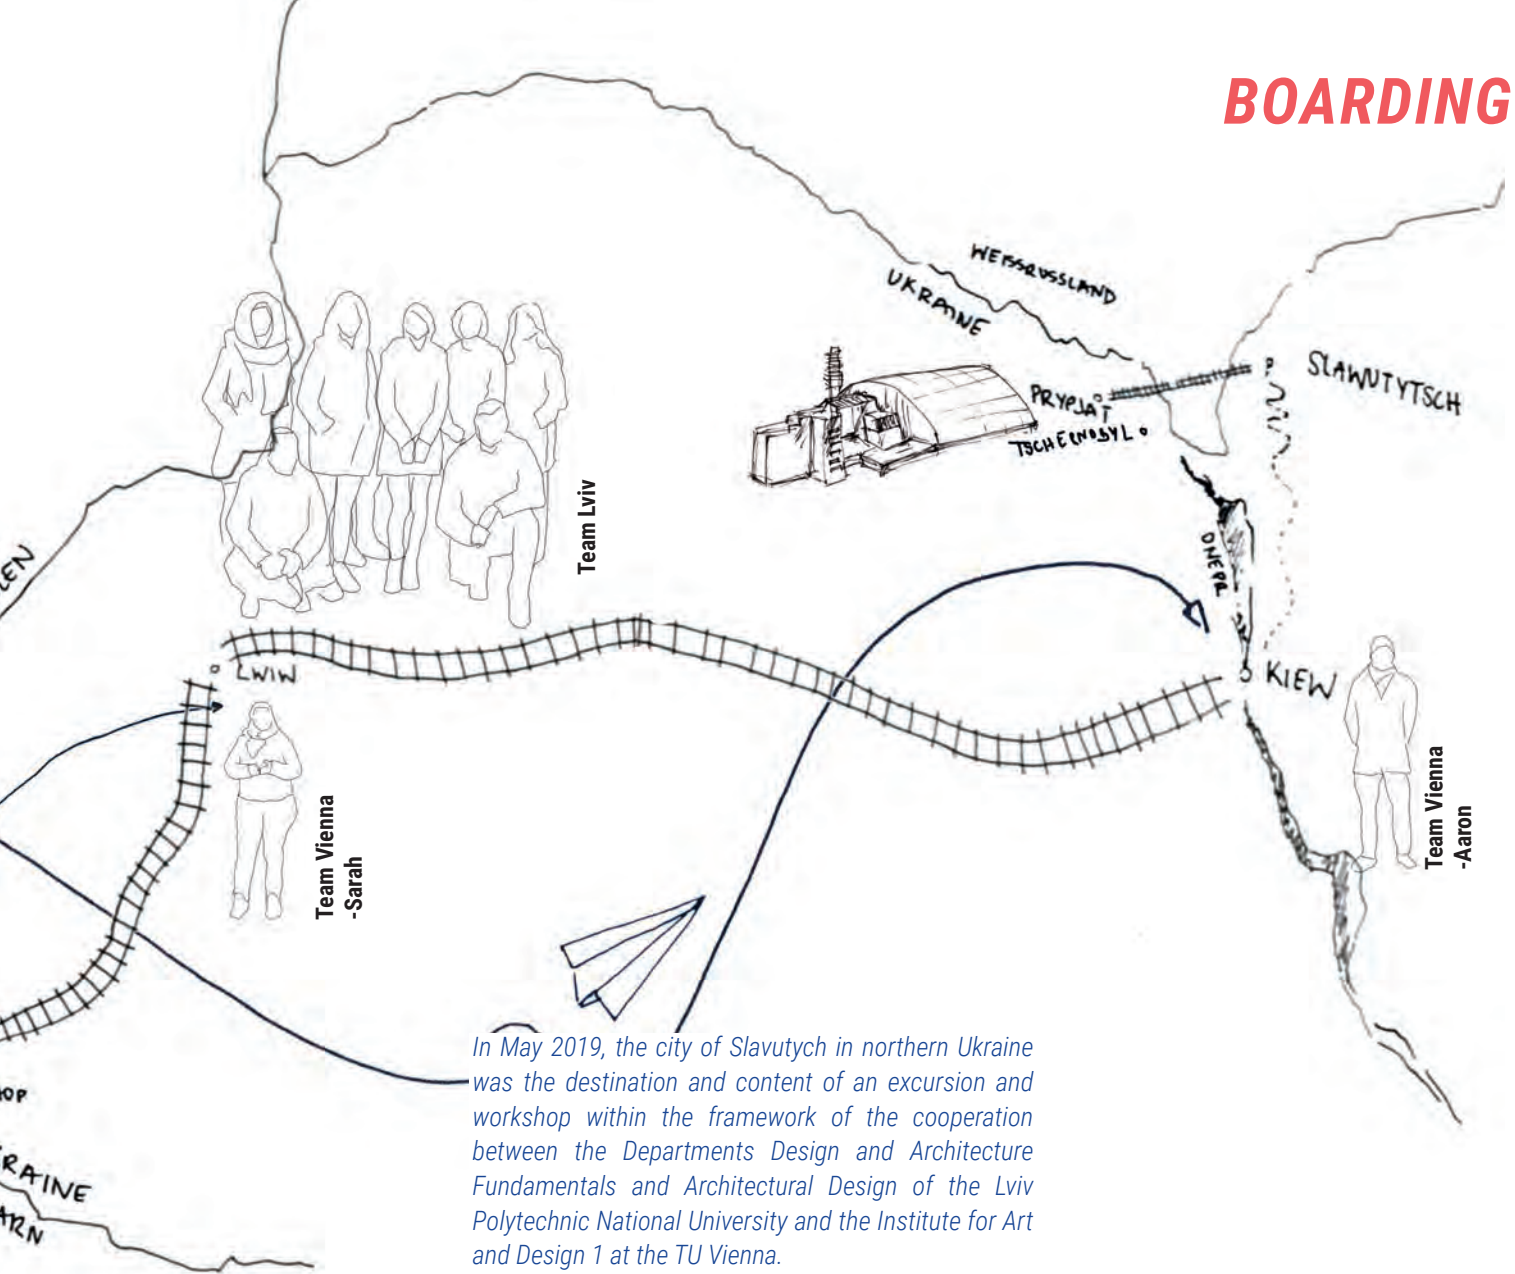 BOARDING
WEISSRUSSLAND
UKRAINE
SLAWUTYTSCH
PRYPJAT
TSCHERNOBYL
Team Lviv
DNEPR
LWIW
KIEW
Team Vienna
-Sarah
Team Vienna
-Aaron
In May 2019, the city of Slavutych in northern Ukraine
was the destination and content of an excursion and
workshop within the framework of the cooperation
between the Departments Design and Architecture
Fundamentals and Architectural Design of the Lviv
Polytechnic National University and the Institute for Art
and Design 1 at the TU Vienna.
RAINE
ARN